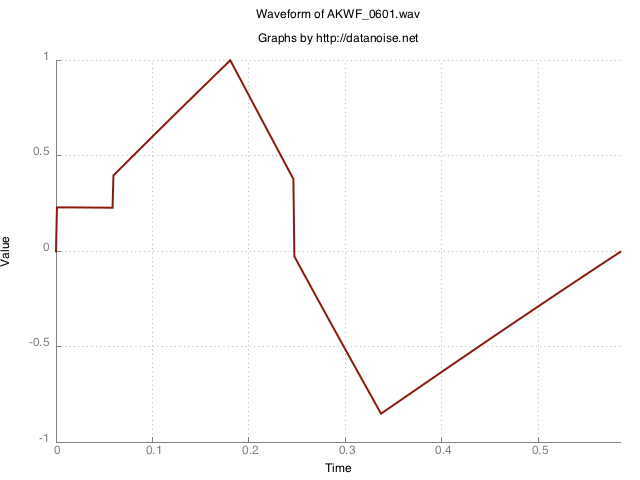 Waveform of AKWF_0601.wav
Graphs by http://datanoise.net
1
0.5
0
-0.5
-1
Value
0 0.1 0.2 0.3 0.4 0.5
Time